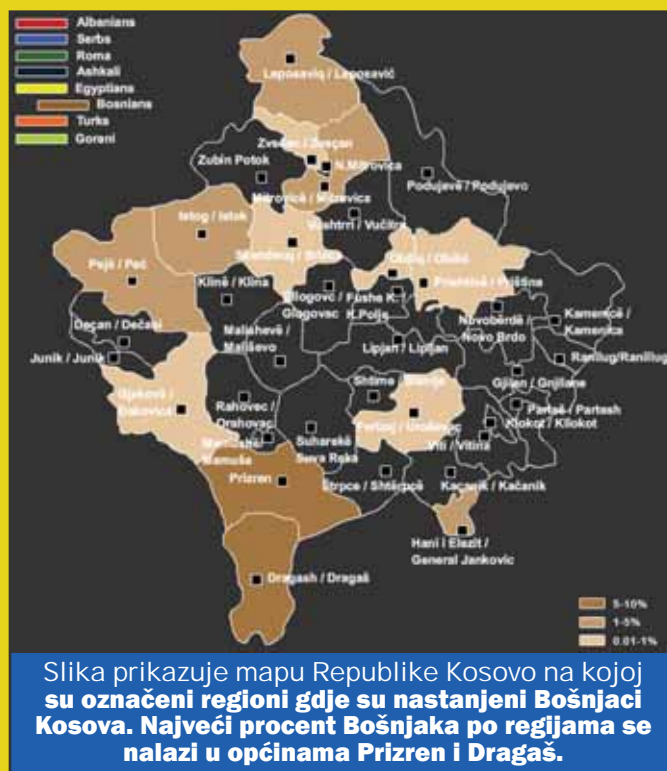 Albanians
Serbs
Roma
Ashkali
Egyptians
Bosnians
Turks
Gorani
Leposaviq / Leposavić
Zvečan / Zveçan
Zubin Potok
N.Mitrovica
Mitrovicë / Mitrovica
Podujevë / Podujevo
Vushtrri / Vučitrn
Istog / Istok
Skenderaj / Srbica
Obiliq / Obilić
Pejë / Peć
Prishtinë / Priština
Klinë / Klina
Gllogovc /
Glogovac
Fushe K. /
K.Polje
Novobërdë /
Novo Brdo
Kamenicë /
Kamenica
Deçan / Dečani
Malishevë /
Mališevo
Lipjan / Lipljan
Junik / Junik
Ranillug/Ranillug
Shtime / Štimlje
Gjilan / Gnjilane
Gjakovë /
Đakovica
Rahovec /
Orahovac
Partesh / Partesh
Ferizaj / Uroševac
Klokot / Kllokot
Mamusha
Mamuša
Suharekë
Suva Reka
Viti / Vitina
Prizren
Štrpce / Shtërpcë
Kaçanik / Kačanik
Hani i Elezit /
General Jankovic
Dragash / Dragaš
5-10%
1-5%
0.01-1%
Slika prikazuje mapu Republike Kosovo na kojoj
su označeni regioni gdje su nastanjeni Bošnjaci
Kosova. Najveći procent Bošnjaka po regijama se
nalazi u općinama Prizren i Dragaš.